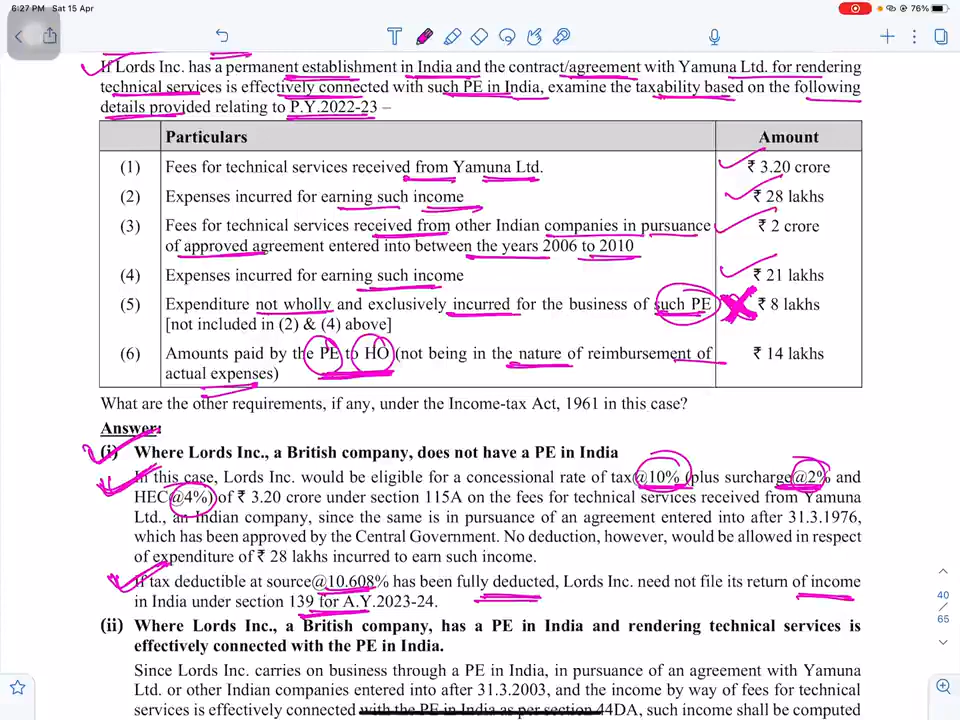 6:27 PM Sat 15 Apr
76%
If Lords Inc. has a permanent establishment in India and the contract/agreement with Yamuna Ltd. for rendering
technical services is effectively connected with such PE in India, examine the taxability based on the following
details provided relating to P.Y.2022-23 –
Particulars Amount
(1) Fees for technical services received from Yamuna Ltd. ₹ 3.20 crore
(2) Expenses incurred for earning such income ₹ 28 lakhs
(3) Fees for technical services received from other Indian companies in pursuance ₹ 2 crore
of approved agreement entered into between the years 2006 to 2010
(4) Expenses incurred for earning such income ₹ 21 lakhs
(5) Expenditure not wholly and exclusively incurred for the business of such PE ₹ 8 lakhs
[not included in (2) & (4) above]
(6) Amounts paid by the PE to HO (not being in the nature of reimbursement of ₹ 14 lakhs
actual expenses)
What are the other requirements, if any, under the Income-tax Act, 1961 in this case?
Answer:
(i) Where Lords Inc., a British company, does not have a PE in India
In this case, Lords Inc. would be eligible for a concessional rate of tax @10% (plus surcharge @2% and
HEC @4%) of ₹ 3.20 crore under section 115A on the fees for technical services received from Yamuna
Ltd., an Indian company, since the same is in pursuance of an agreement entered into after 31.3.1976,
which has been approved by the Central Government. No deduction, however, would be allowed in respect
of expenditure of ₹ 28 lakhs incurred to earn such income.
If tax deductible at source @10.608% has been fully deducted, Lords Inc. need not file its return of income
in India under section 139 for A.Y.2023-24.
(ii) Where Lords Inc., a British company, has a PE in India and rendering technical services is
effectively connected with the PE in India.
Since Lords Inc. carries on business through a PE in India, in pursuance of an agreement with Yamuna
Ltd. or other Indian companies entered into after 31.3.2003, and the income by way of fees for technical
services is effectively connected with the PE in India as per section 44DA, such income shall be computed
40
/
65